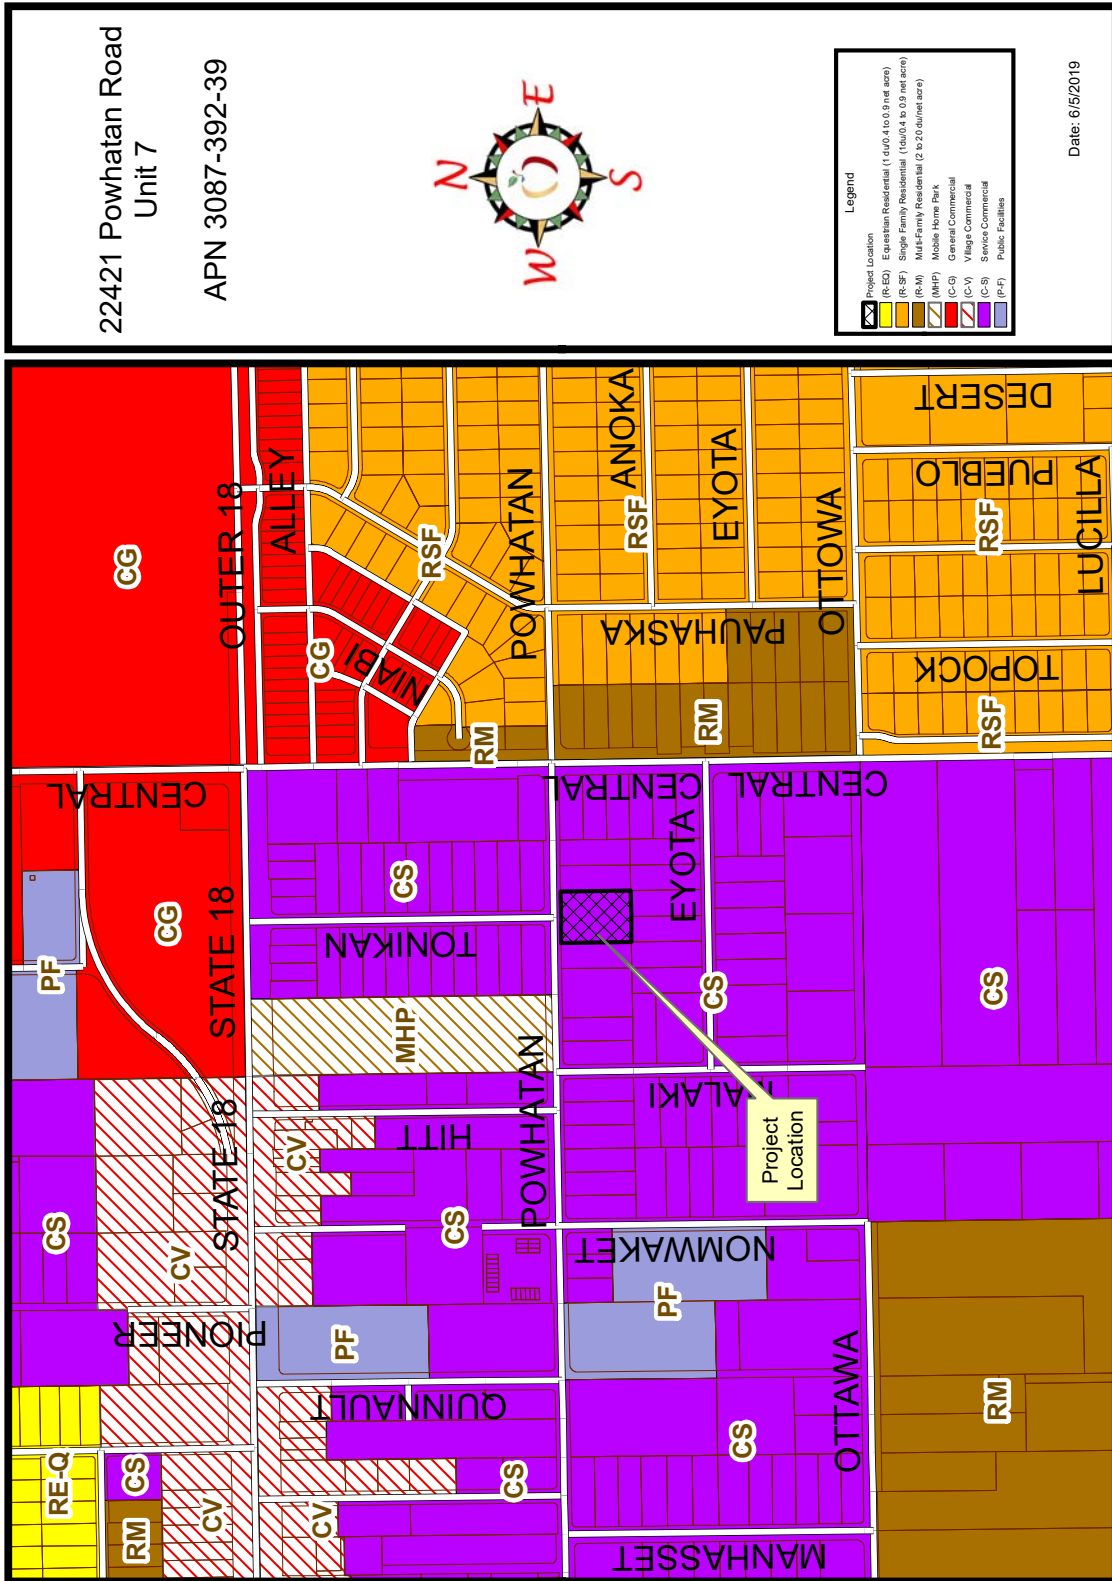 22421 Powhatan Road
Unit 7
APN 3087-392-39
N
W
E
S
Legend
Project Location
(R-EQ) Equestrian Residential (1 du/0.4 to 0.9 net acre)
(R-SF) Single Family Residential (1du/0.4 to 0.9 net acre)
(R-M) Multi-Family Residential (2 to 20 du/net acre)
(MHP) Mobile Home Park
(C-G) General Commercial
(C-V) Village Commercial
(C-S) Service Commercial
(P-F) Public Facilities
Date: 6/5/2019
RE-Q
CS
RM
CV
CV
CS
PF
CG
CENTRAL
CG
PIONEER
STATE 18
STATE 18
OUTER 18
ALLEY
CV
PF
CV
HITT
MHP
TONIKAN
CS
CG
NIABI
RSF
QUINNAULT
CS
CS
POWHATAN
RM
POWHATAN
ANOKA
RSF
EYOTA
CENTRAL
PAUHASKA
RM
NOMWAKET
PF
EYOTA
CS
CENTRAL
Project
Location
CS
MANHASSET
OTTAWA
OTTOWA
DESERT
PUEBLO
RSF
TOPOCK
RSF
LUCILLA
CS
RM